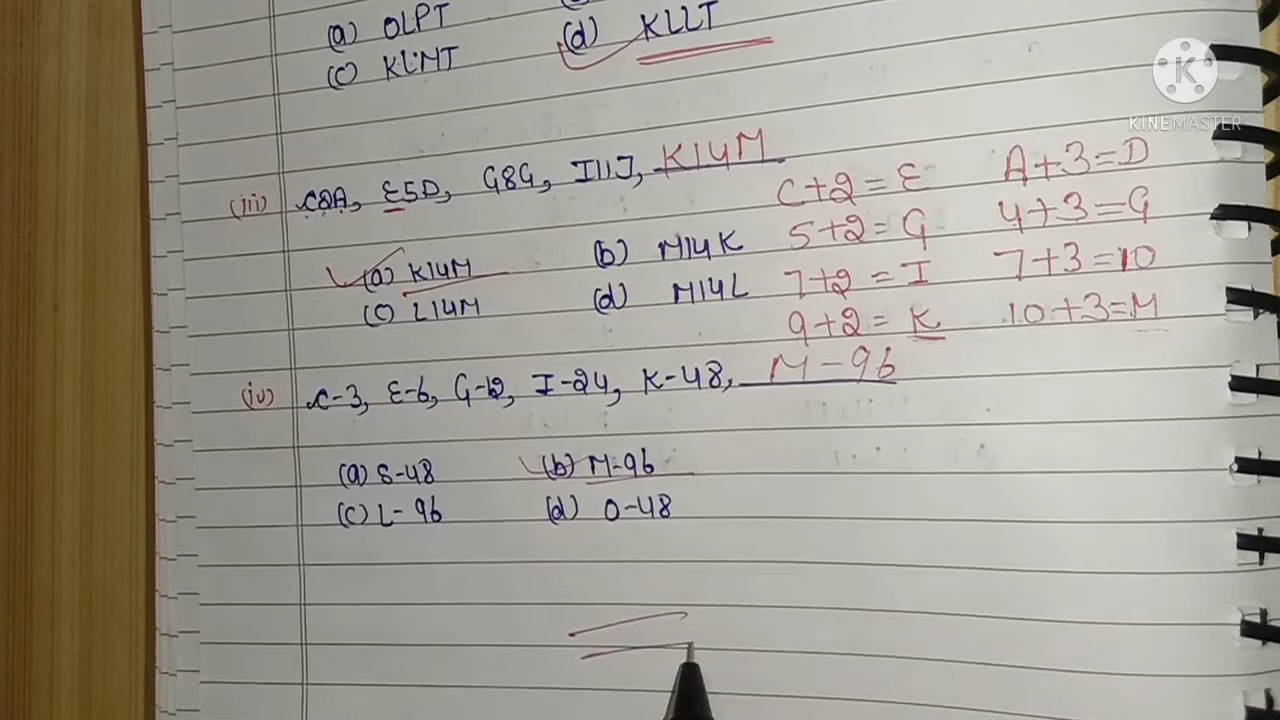 (a) OLPT
(d) KLLT
(c) KLMT
K
KINEMASTER
(iii) C2A, E5D, G8G, I11J, K14M
(a) K14M
(b) M14K
(c) L14M
(d) M14L
C+2=E
A+3=D
5+2=G
4+3=G
7+2=I
7+3=10
9+2=K
10+3=M
(iv) C-3, E-6, G-12, I-24, K-48, M-96
(a) S-48
(b) M-96
(c) L-96
(d) O-48